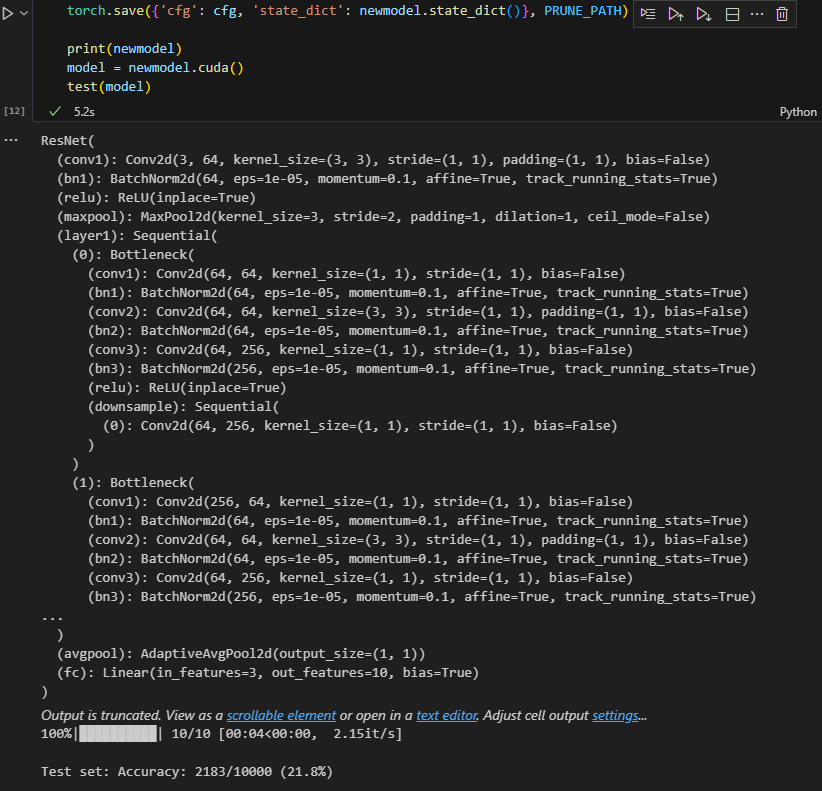 torch.save({'cfg': cfg, 'state_dict': newmodel.state_dict()}, PRUNE_PATH)
print(newmodel)
model = newmodel.cuda()
test(model)
[12]
5.2s
Python
...
ResNet(
(conv1): Conv2d(3, 64, kernel_size=(3, 3), stride=(1, 1), padding=(1, 1), bias=False)
(bn1): BatchNorm2d(64, eps=1e-05, momentum=0.1, affine=True, track_running_stats=True)
(relu): ReLU(inplace=True)
(maxpool): MaxPool2d(kernel_size=3, stride=2, padding=1, dilation=1, ceil_mode=False)
(layer1): Sequential(
(0): Bottleneck(
(conv1): Conv2d(64, 64, kernel_size=(1, 1), stride=(1, 1), bias=False)
(bn1): BatchNorm2d(64, eps=1e-05, momentum=0.1, affine=True, track_running_stats=True)
(conv2): Conv2d(64, 64, kernel_size=(3, 3), stride=(1, 1), padding=(1, 1), bias=False)
(bn2): BatchNorm2d(64, eps=1e-05, momentum=0.1, affine=True, track_running_stats=True)
(conv3): Conv2d(64, 256, kernel_size=(1, 1), stride=(1, 1), bias=False)
(bn3): BatchNorm2d(256, eps=1e-05, momentum=0.1, affine=True, track_running_stats=True)
(relu): ReLU(inplace=True)
(downsample): Sequential(
(0): Conv2d(64, 256, kernel_size=(1, 1), stride=(1, 1), bias=False)
)
)
(1): Bottleneck(
(conv1): Conv2d(256, 64, kernel_size=(1, 1), stride=(1, 1), bias=False)
(bn1): BatchNorm2d(64, eps=1e-05, momentum=0.1, affine=True, track_running_stats=True)
(conv2): Conv2d(64, 64, kernel_size=(3, 3), stride=(1, 1), padding=(1, 1), bias=False)
(bn2): BatchNorm2d(64, eps=1e-05, momentum=0.1, affine=True, track_running_stats=True)
(conv3): Conv2d(64, 256, kernel_size=(1, 1), stride=(1, 1), bias=False)
(bn3): BatchNorm2d(256, eps=1e-05, momentum=0.1, affine=True, track_running_stats=True)
...
)
(avgpool): AdaptiveAvgPool2d(output_size=(1, 1))
(fc): Linear(in_features=3, out_features=10, bias=True)
)
Output is truncated. View as a scrollable element or open in a text editor. Adjust cell output settings...
100%|██████████| 10/10 [00:04<00:00,  2.15it/s]
Test set: Accuracy: 2183/10000 (21.8%)